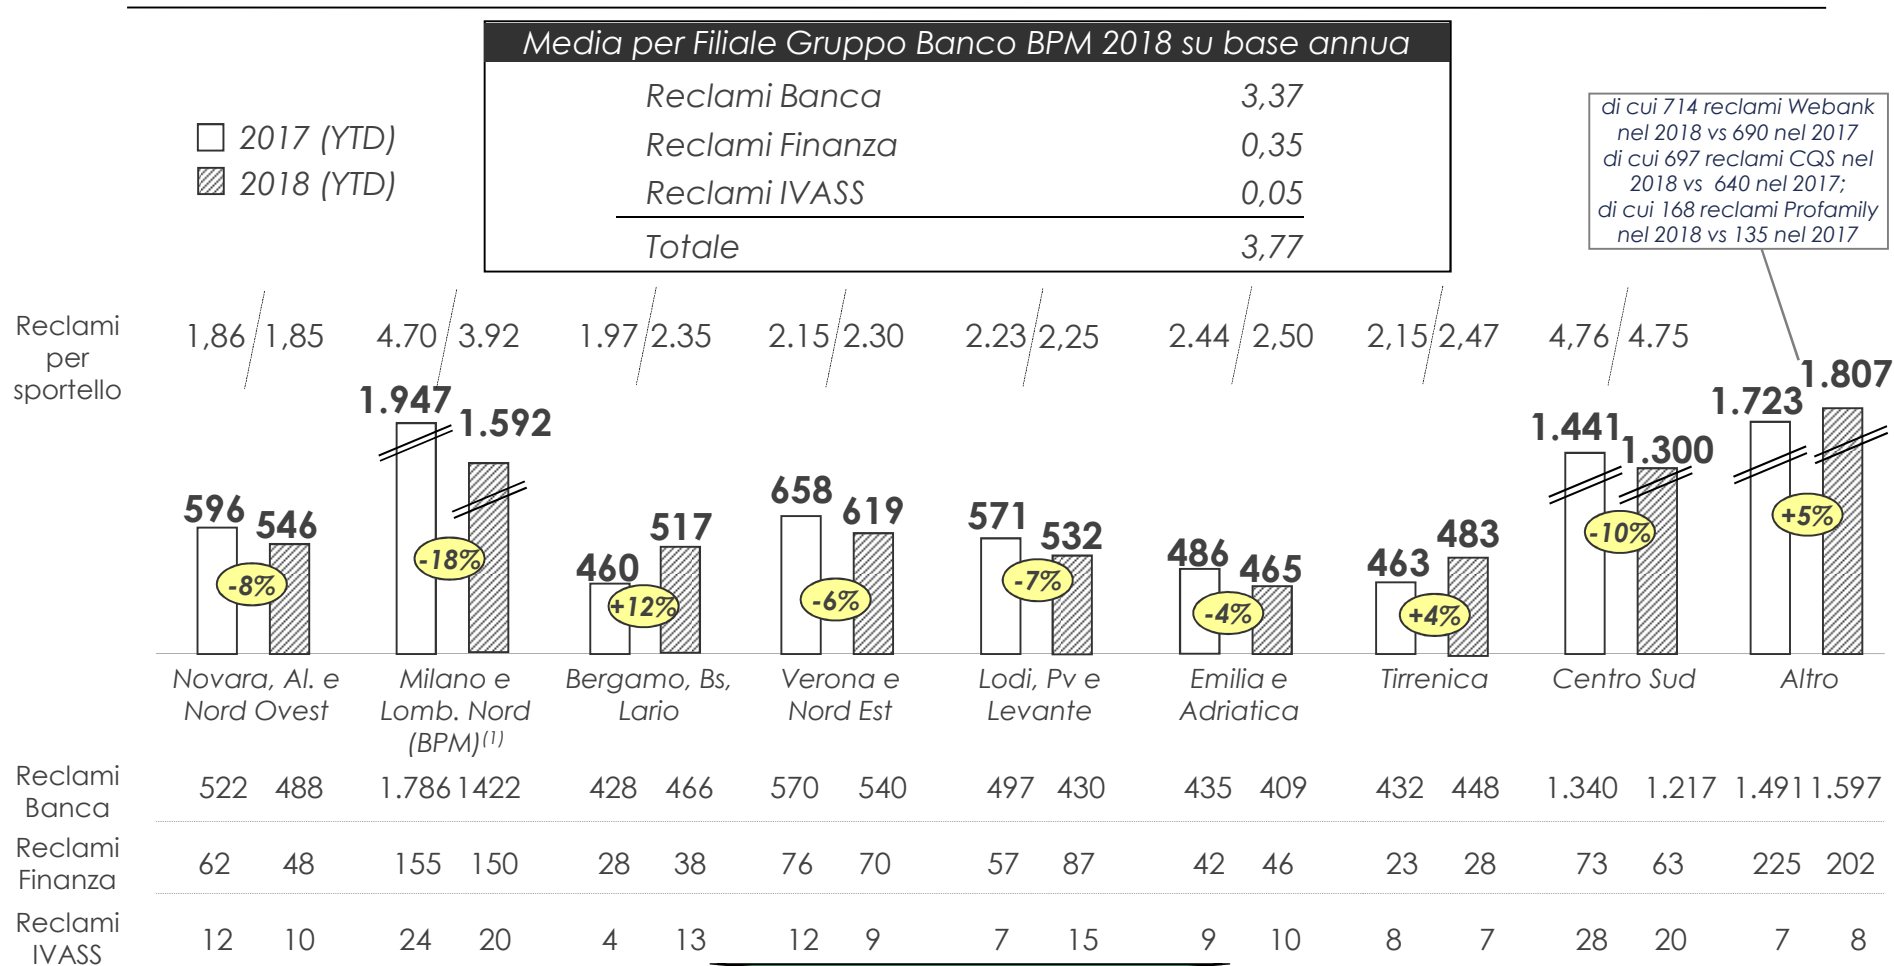 Media per Filiale Gruppo Banco BPM 2018 su base annua
Reclami Banca 3,37
Reclami Finanza 0,35
Reclami IVASS 0,05
Totale 3,77
2017 (YTD)
2018 (YTD)
di cui 714 reclami Webank
nel 2018 vs 690 nel 2017
di cui 697 reclami CQS nel
2018 vs 640 nel 2017;
di cui 168 reclami Profamily
nel 2018 vs 135 nel 2017
Reclami
per
sportello
1,86 1,85 4.70 3.92 1.97 2.35 2.15 2.30 2.23 2,25 2.44 2,50 2,15 2,47 4,76 4.75
596 546 -8%
1.947 1.592 -18%
460 517 +12%
658 619 -6%
571 532 -7%
486 465 -4%
463 483 +4%
1.441 1.300 -10%
1.723 1.807 +5%
Novara, Al. e
Nord Ovest
Milano e
Lomb. Nord
(BPM)(1)
Bergamo, Bs,
Lario
Verona e
Nord Est
Lodi, Pv e
Levante
Emilia e
Adriatica
Tirrenica
Centro Sud
Altro
Reclami
Banca
522 488 1.786 1422 428 466 570 540 497 430 435 409 432 448 1.340 1.217 1.491 1.597
Reclami
Finanza
62 48 155 150 28 38 76 70 57 87 42 46 23 28 73 63 225 202
Reclami
IVASS
12 10 24 20 4 13 12 9 7 15 9 10 8 7 28 20 7 8